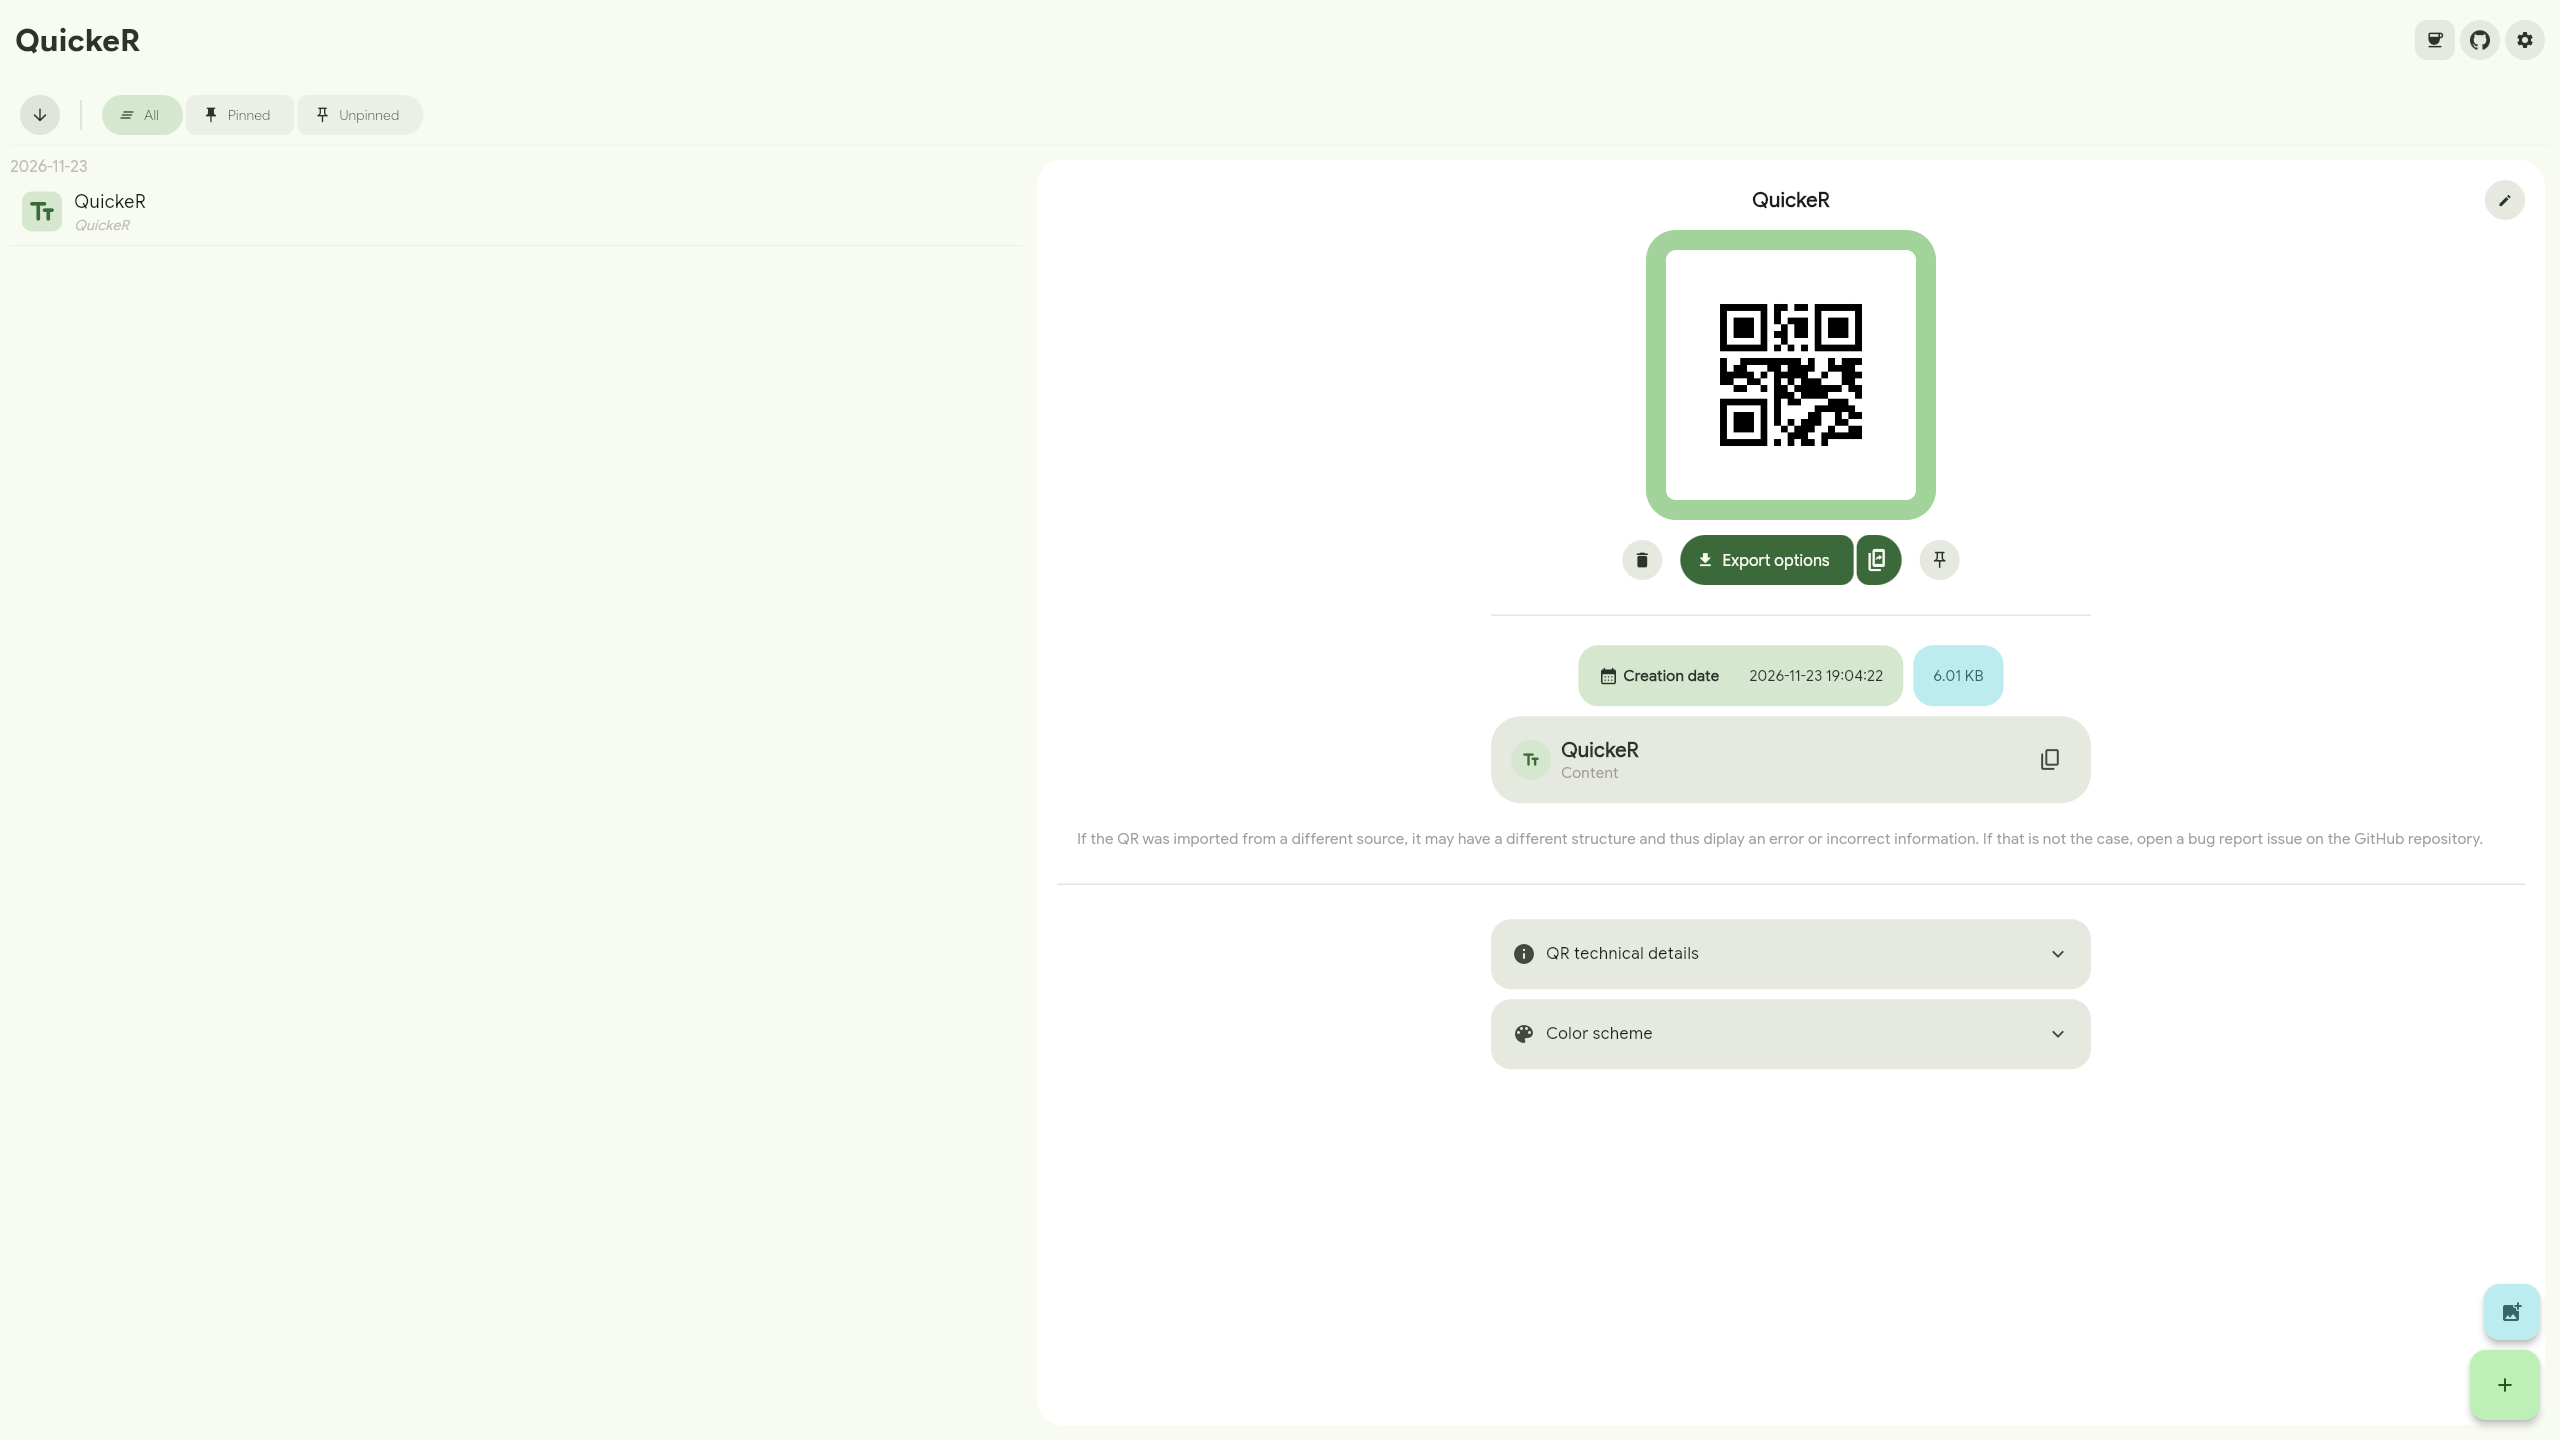 QuickeR
All
Pinned
Unpinned
2026-11-23
QuickeR
QuickeR
QuickeR
Export options
Creation date
2026-11-23 19:04:22
6.01 KB
QuickeR
Content
If the QR was imported from a different source, it may have a different structure and thus diplay an error or incorrect information. If that is not the case, open a bug report issue on the GitHub repository.
QR technical details
Color scheme